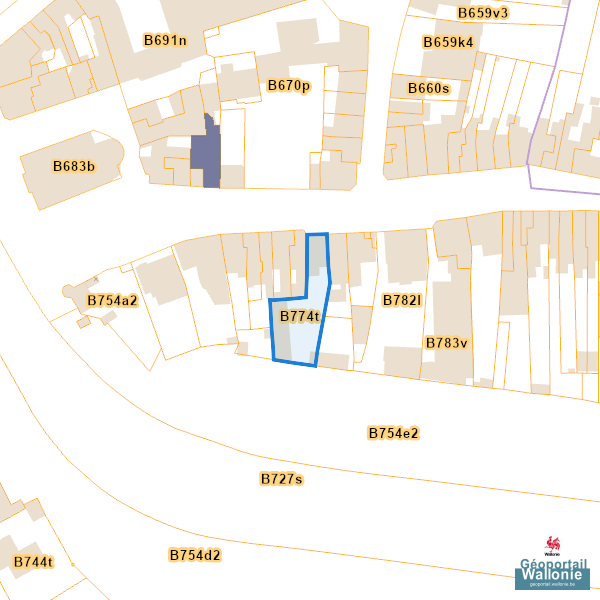 B659v3
B691n
B659k4
B670p
B660s
B683b
B754a2
B782l
B774t
B783v
B754e2
B727s
B754d2
B744t
Wallonie
Géoportail
Wallonie
geoportail.wallonie.be